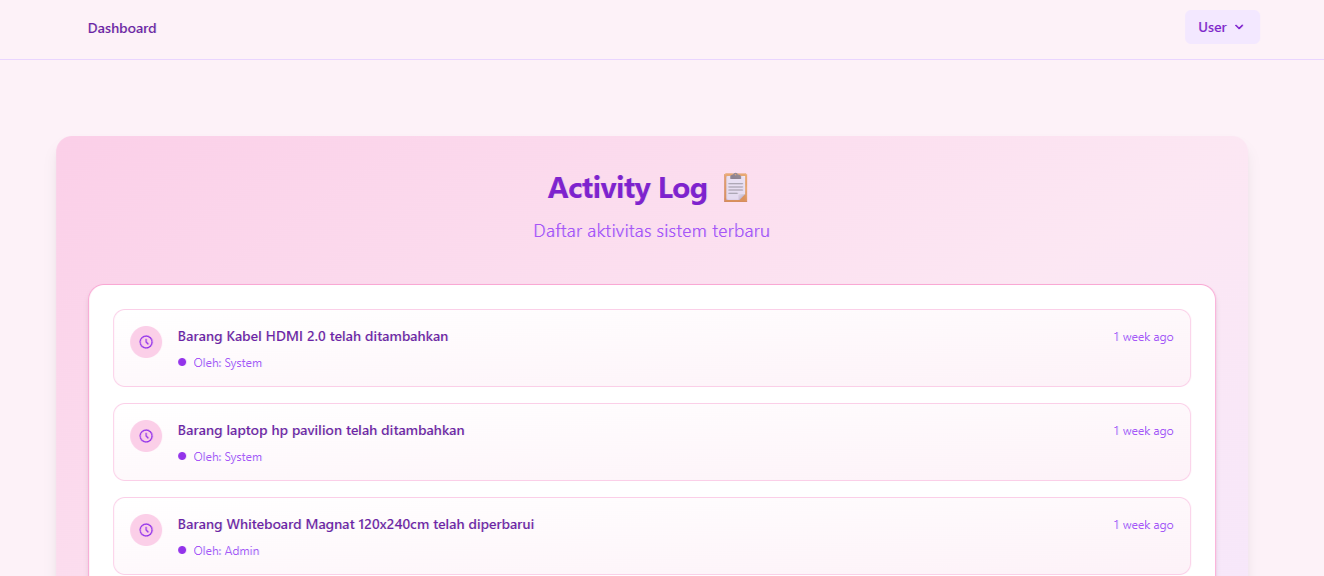 Dashboard
User
Activity Log
Daftar aktivitas sistem terbaru
Barang Kabel HDMI 2.0 telah ditambahkan
1 week ago
Oleh: System
Barang laptop hp pavilion telah ditambahkan
1 week ago
Oleh: System
Barang Whiteboard Magnat 120x240cm telah diperbarui
1 week ago
Oleh: Admin